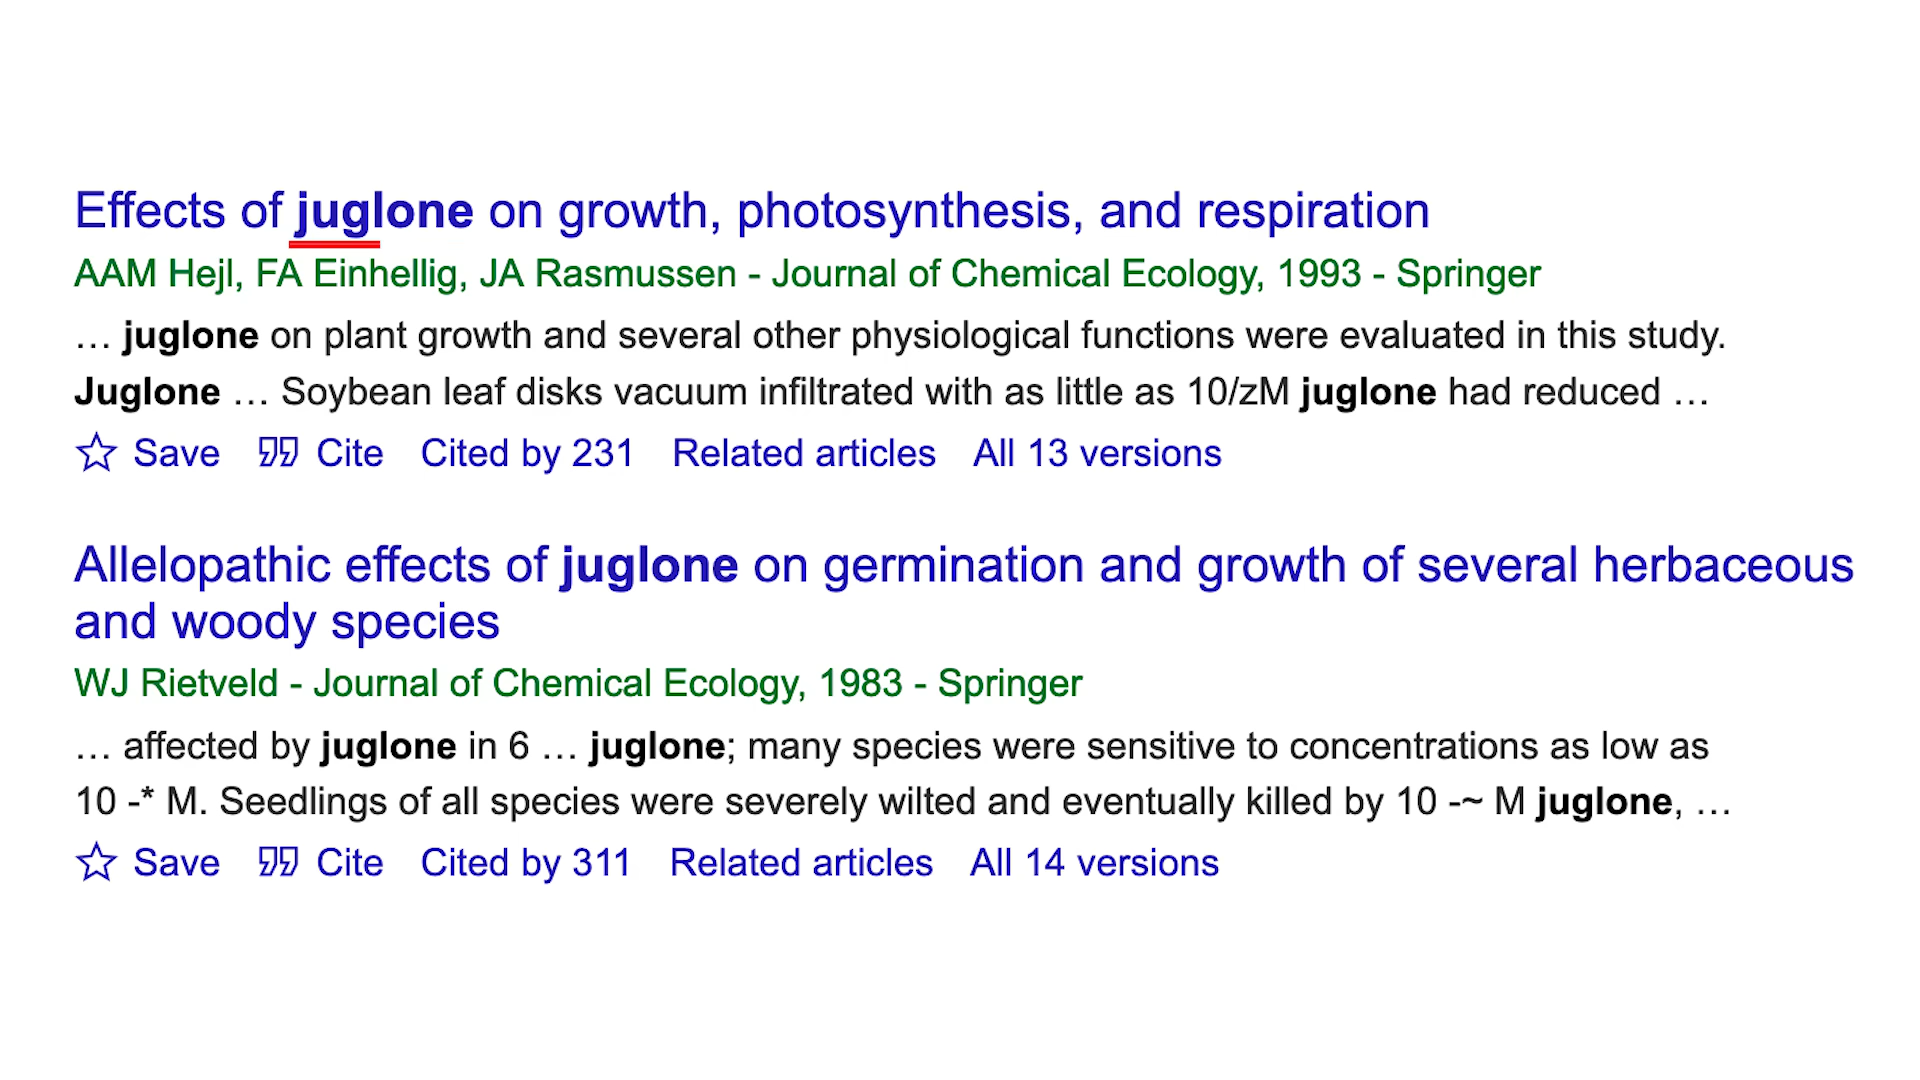 Effects of juglone on growth, photosynthesis, and respiration
AAM Hejl, FA Einhellig, JA Rasmussen - Journal of Chemical Ecology, 1993 - Springer
… juglone on plant growth and several other physiological functions were evaluated in this study.
Juglone … Soybean leaf disks vacuum infiltrated with as little as 10/zM juglone had reduced …
Save Cite Cited by 231 Related articles All 13 versions
Allelopathic effects of juglone on germination and growth of several herbaceous
and woody species
WJ Rietveld - Journal of Chemical Ecology, 1983 - Springer
… affected by juglone in 6 … juglone; many species were sensitive to concentrations as low as
10 -* M. Seedlings of all species were severely wilted and eventually killed by 10 -~ M juglone, …
Save Cite Cited by 311 Related articles All 14 versions